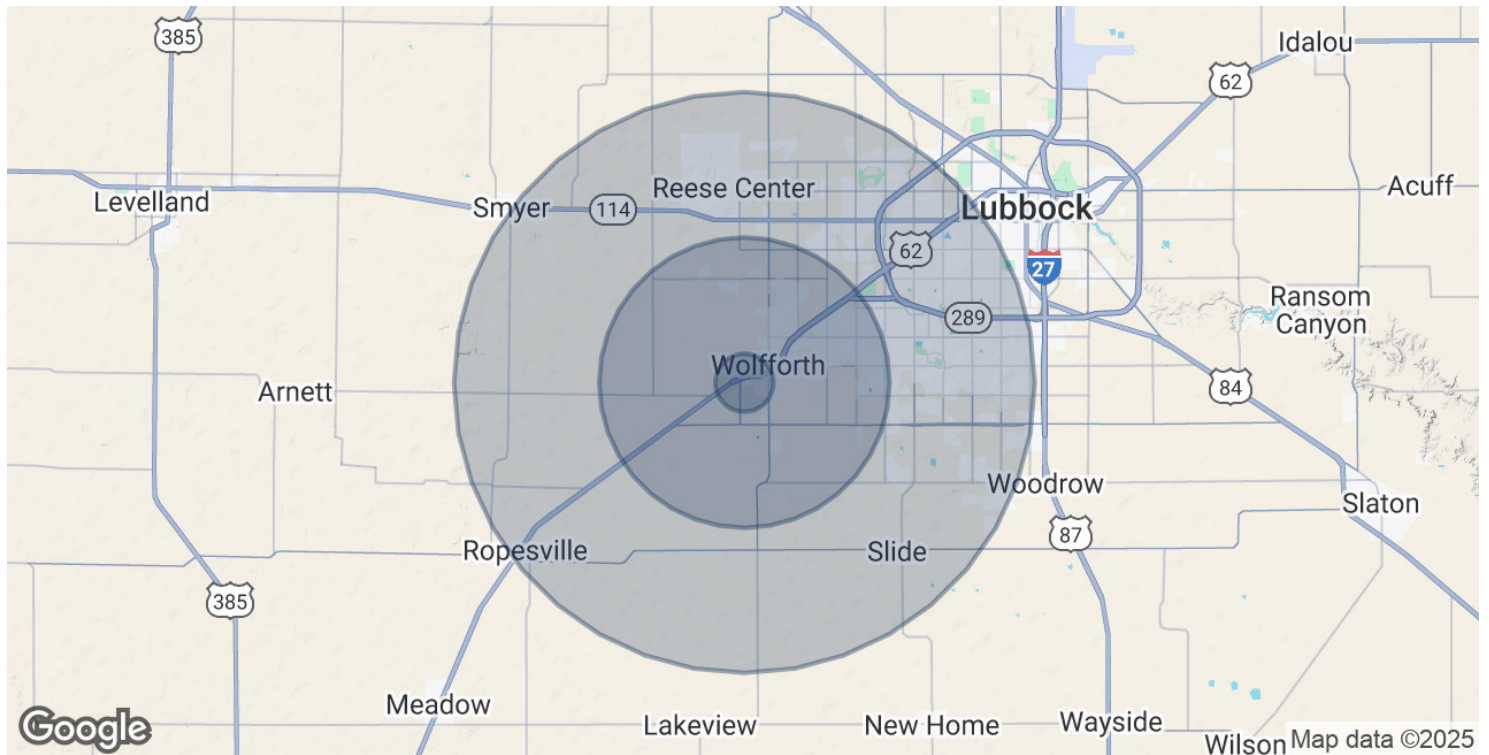 385
Idalou
62
Reese Center
Levelland
Smyer
114
Lubbock
Acuff
62
27
Ransom
Canyon
289
Wolfforth
Arnett
84
Woodrow
Slaton
87
Ropesville
Slide
385
Meadow
Lakeview
New Home
Wayside
Wilson
Google
Map data ©2025